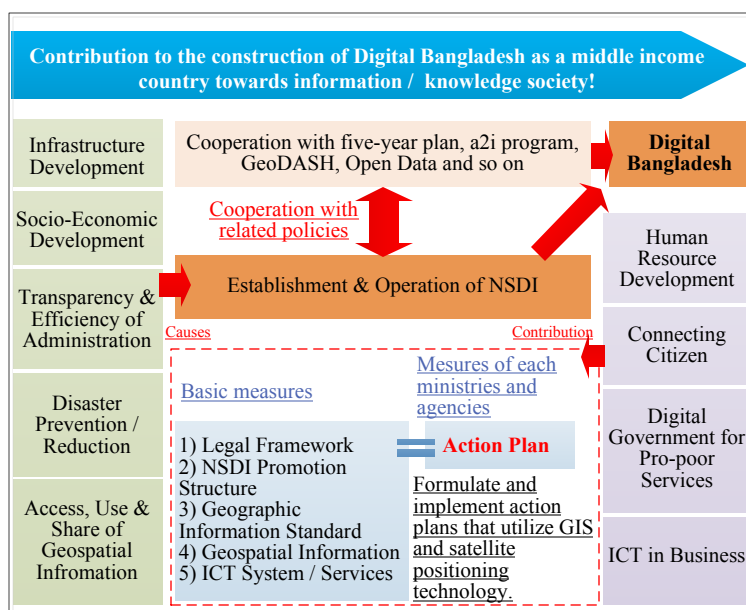 Contribution to the construction of Digital Bangladesh as a middle income
country towards information / knowledge society!
Infrastructure
Development
Socio-Economic
Development
Transparency &
Efficiency of
Administration
Disaster
Prevention /
Reduction
Access, Use &
Share of
Geospatial
Infromation
Cooperation with five-year plan, a2i program,
GeoDASH, Open Data and so on
Cooperation with
related policies
Establishment & Operation of NSDI
Causes
Contribution
Basic measures
1) Legal Framework
2) NSDI Promotion
Structure
3) Geographic
Information Standard
4) Geospatial Information
5) ICT System / Services
Mesures of each
ministries and
agencies
Action Plan
Formulate and
implement action
plans that utilize GIS
and satellite
positioning
technology.
Digital
Bangladesh
Human
Resource
Development
Connecting
Citizen
Digital
Government for
Pro-poor
Services
ICT in Business